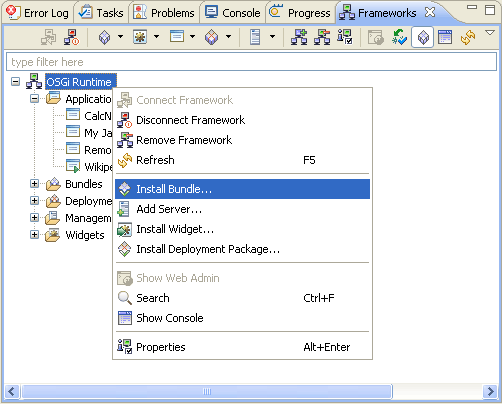 Error Log Tasks Problems Console Progress Frameworks
type filter here
OSGi Runtime
Application
CalcN
My Ja
Remo
Wikipe
Bundles
Deployme
Managem
Widgets
Connect Framework
Disconnect Framework
Remove Framework
Refresh F5
Install Bundle...
Add Server...
Install Widget...
Install Deployment Package...
Show Web Admin
Search Ctrl+F
Show Console
Properties Alt+Enter